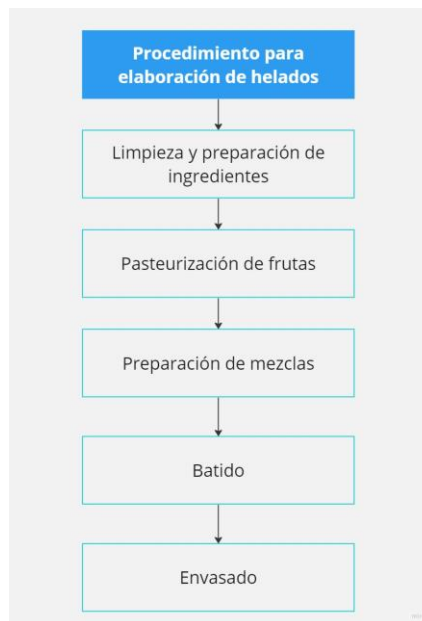 Procedimiento para
elaboración de helados
Limpieza y preparación de
ingredientes
Pasteurización de frutas
Preparación de mezclas
Batido
Envasado